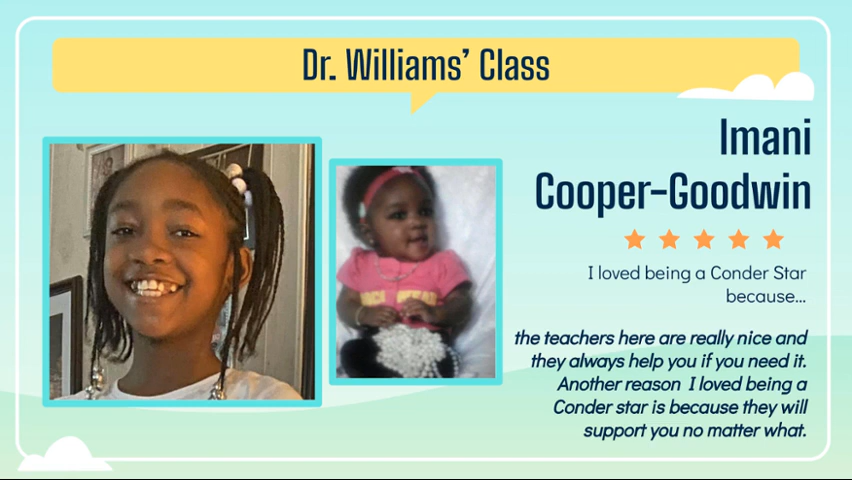 Dr. Williams’ Class
Imani
Cooper-Goodwin
I loved being a Conder Star
because...
the teachers here are really nice and
they always help you if you need it.
Another reason I loved being a
Conder star is because they will
support you no matter what.